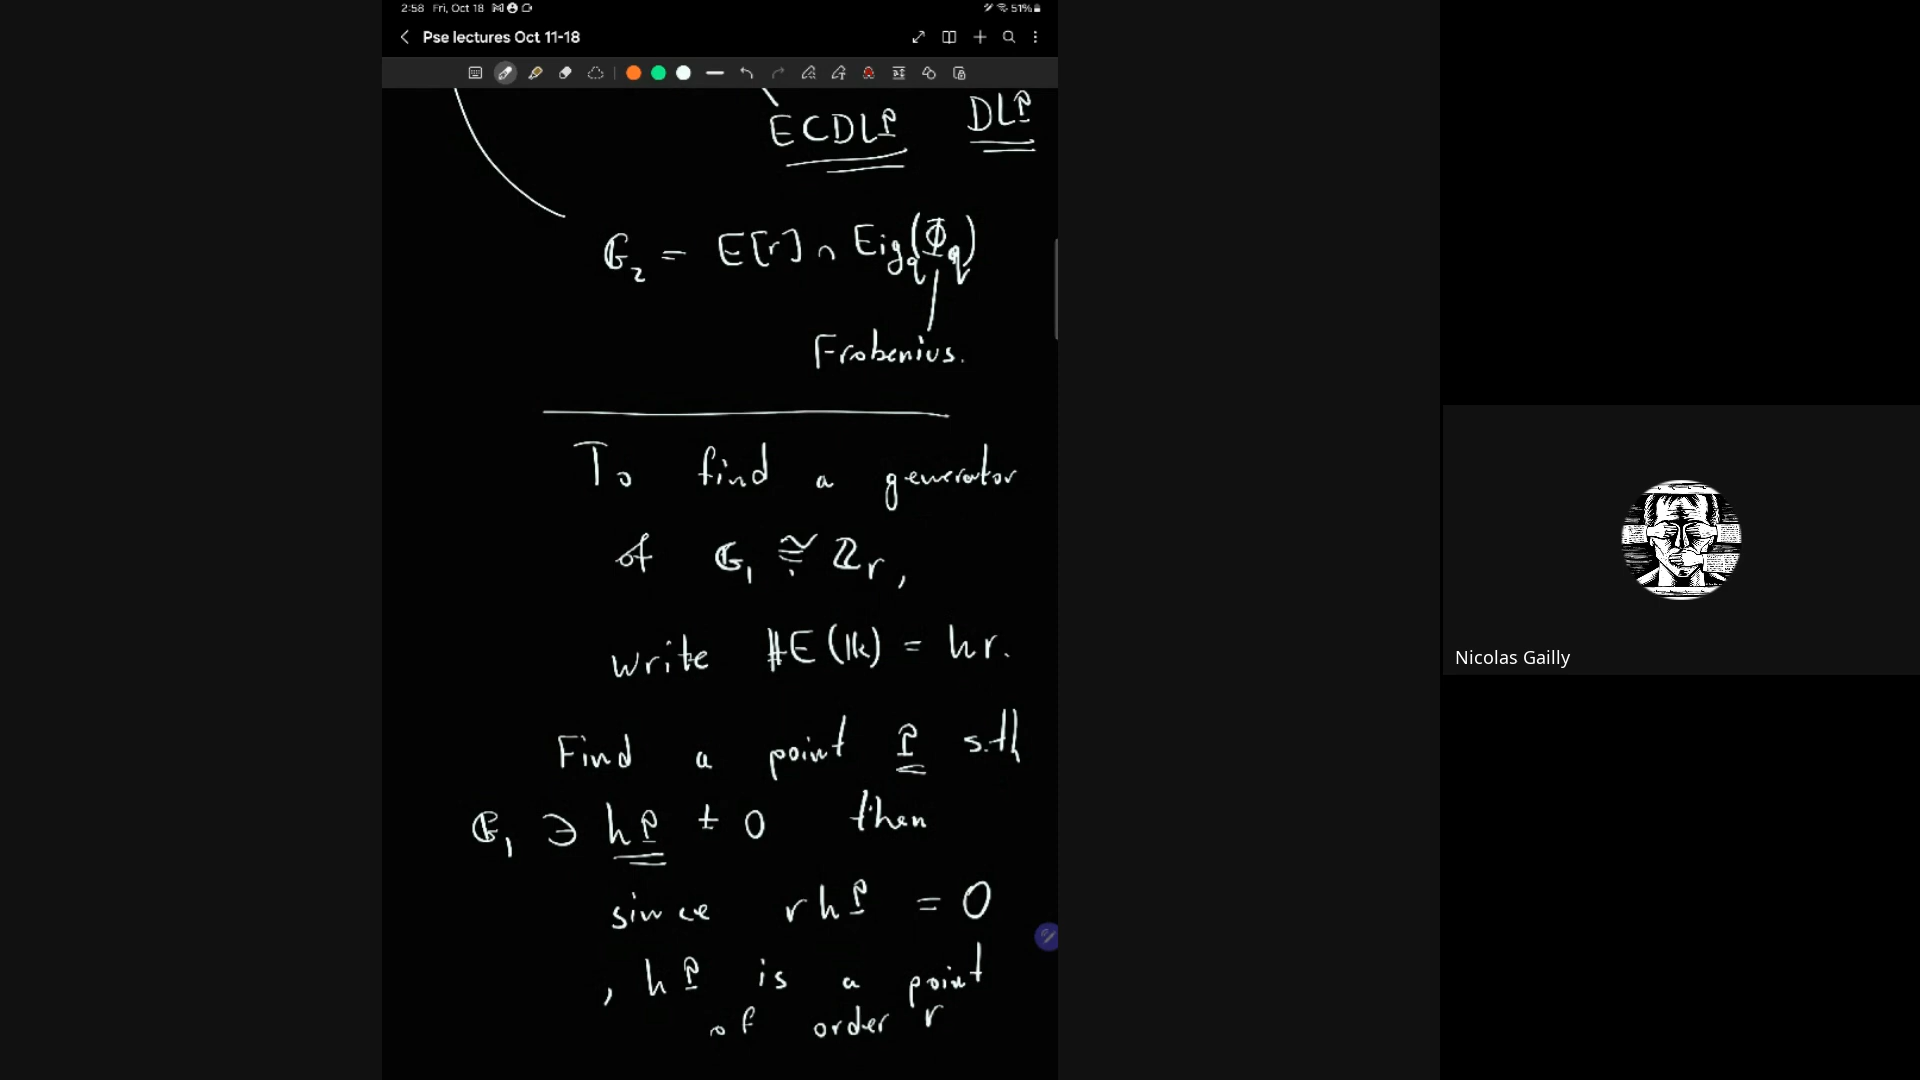 2:58 Fri, Oct 18 51%
Pse lectures Oct 11-18
ECDLP DLP
𝔾₂ = E[r] ∩ Eig_q(Φ_q)
Frobenius.
To find a generator
of 𝔾₁ ≅ ℤ_r,
write #E(𝕜) = hr.
Find a point P s.th
𝔾₁ ∋ hP ≠ 0 then
since rhP = 0
, hP is a point
of order r
Nicolas Gailly